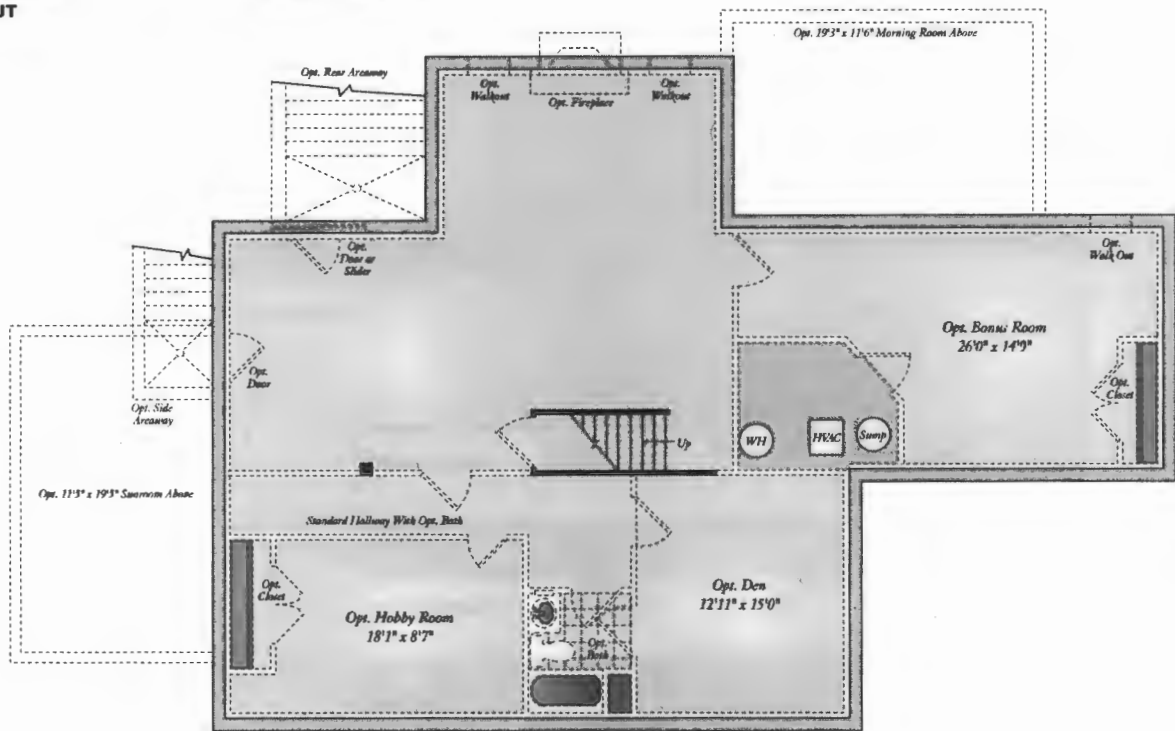 UT
Opt. 19'3" x 11'6" Morning Room Above
Opt. Rear Areaway
Opt.
Walkout
Opt. Fireplace
Opt.
Walkout
Opt.
Door or
Slider
Opt.
Walk Out
Opt. Bonus Room
26'0" x 14'9"
Opt.
Door
Opt.
Closet
Opt. Side
Areaway
Up
WH
HVAC
Sump
Opt. 11'3" x 19'3" Sunroom Above
Standard Hallway With Opt. Bath
Opt.
Closet
Opt. Hobby Room
18'1" x 8'7"
Opt. Den
12'11" x 15'0"
Opt.
Bath